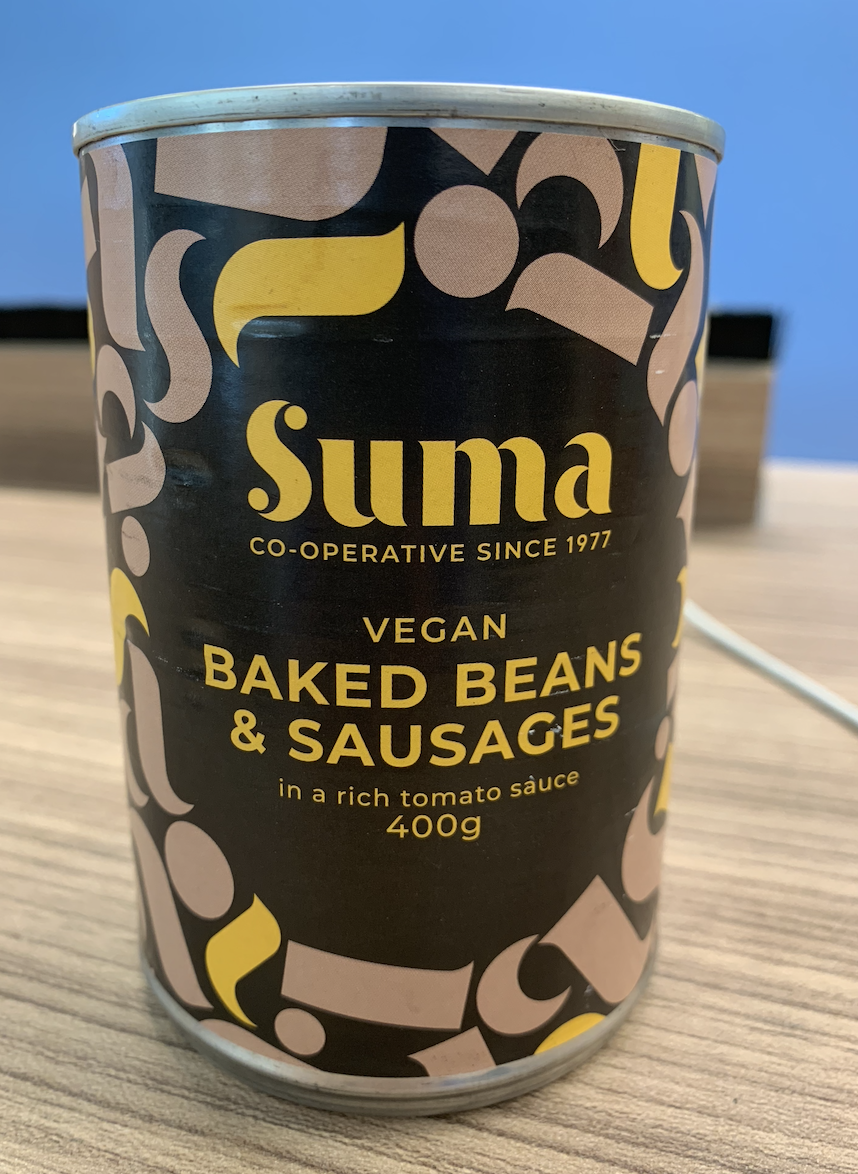 Suma
CO-OPERATIVE SINCE 1977
VEGAN
BAKED BEANS
& SAUSAGES
in a rich tomato sauce
400g